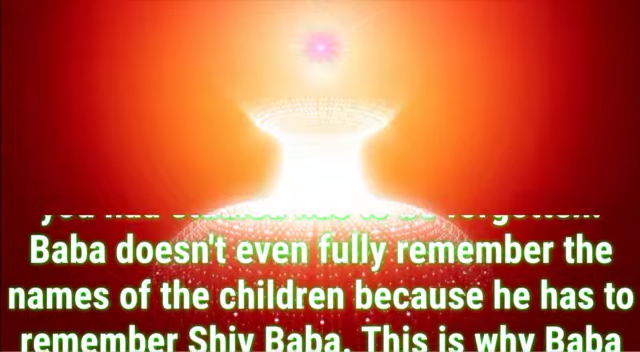 Baba doesn't even fully remember the
names of the children because he has to
remember Shiv Baba. This is why Baba